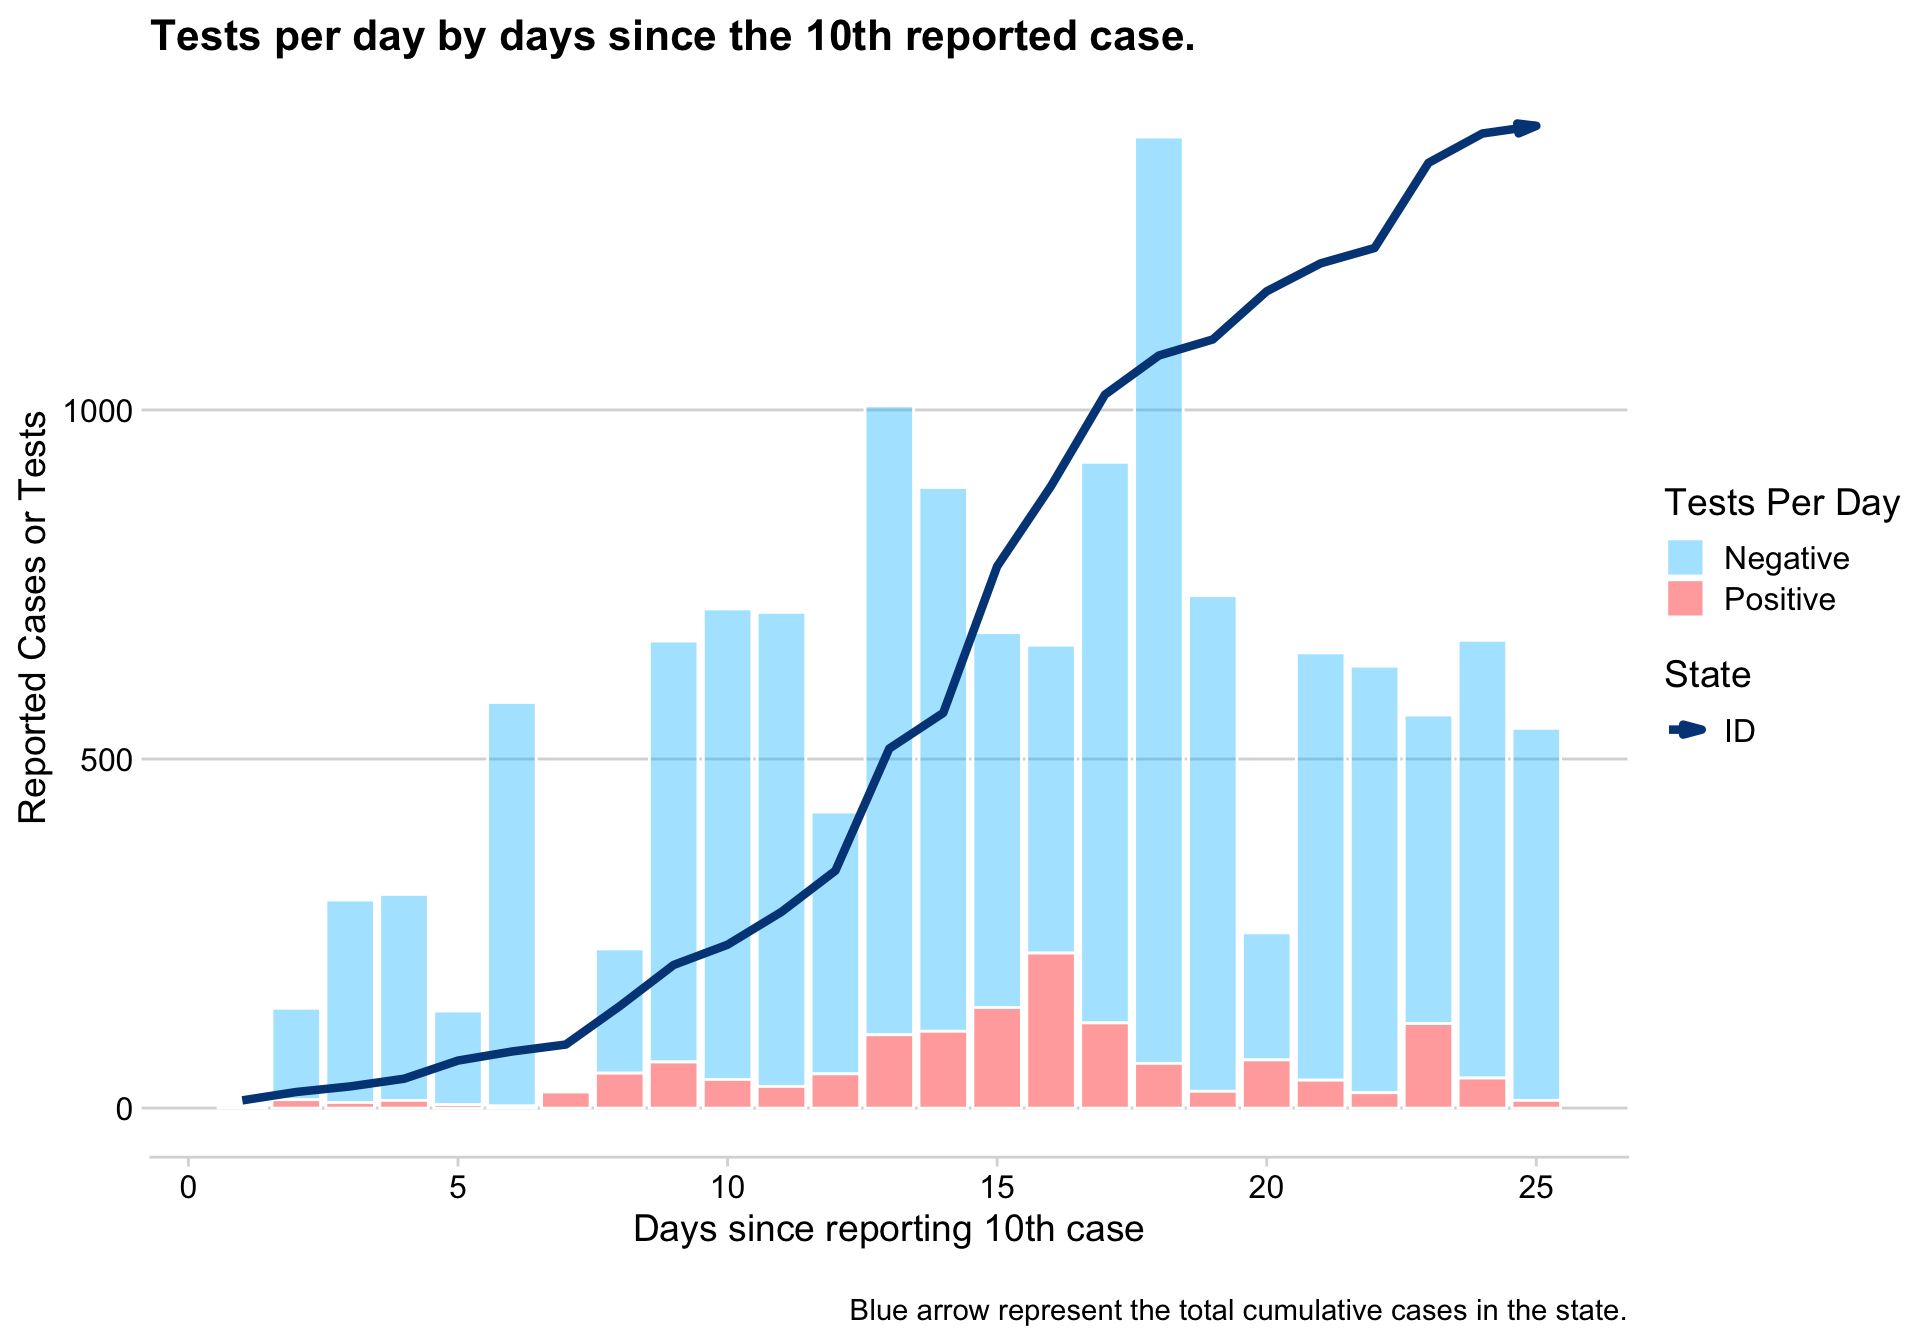 Tests per day by days since the 10th reported case.
Reported Cases or Tests
1000
500
0
0 5 10 15 20 25
Days since reporting 10th case
Tests Per Day
Negative
Positive
State
ID
Blue arrow represent the total cumulative cases in the state.